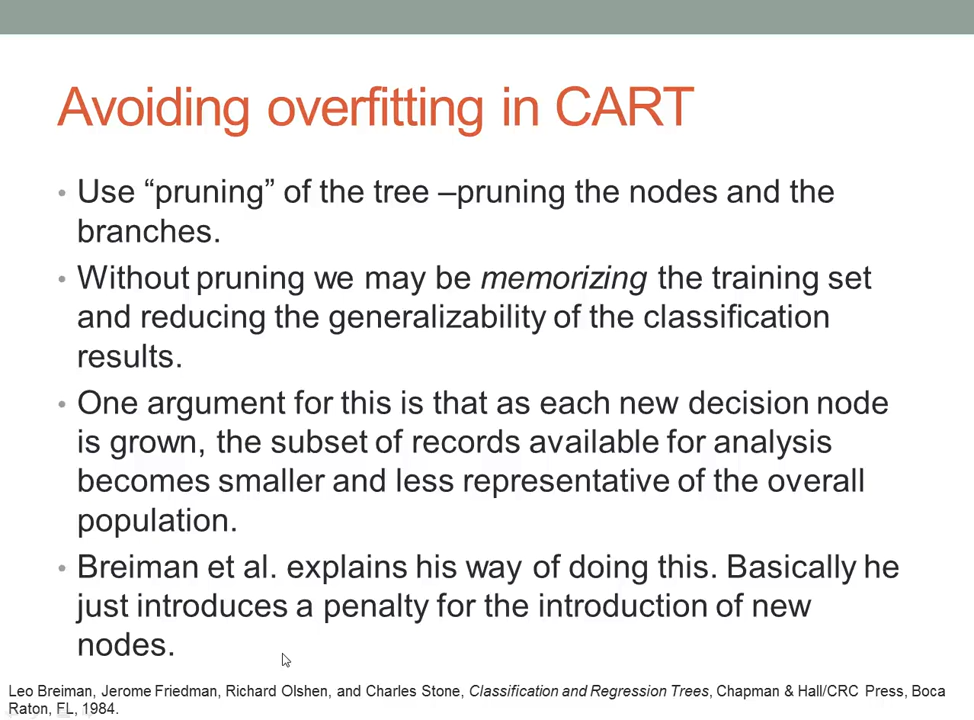 Avoiding overfitting in CART
• Use “pruning” of the tree –pruning the nodes and the
branches.
• Without pruning we may be memorizing the training set
and reducing the generalizability of the classification
results.
• One argument for this is that as each new decision node
is grown, the subset of records available for analysis
becomes smaller and less representative of the overall
population.
• Breiman et al. explains his way of doing this. Basically he
just introduces a penalty for the introduction of new
nodes.
Leo Breiman, Jerome Friedman, Richard Olshen, and Charles Stone, Classification and Regression Trees, Chapman & Hall/CRC Press, Boca
Raton, FL, 1984.